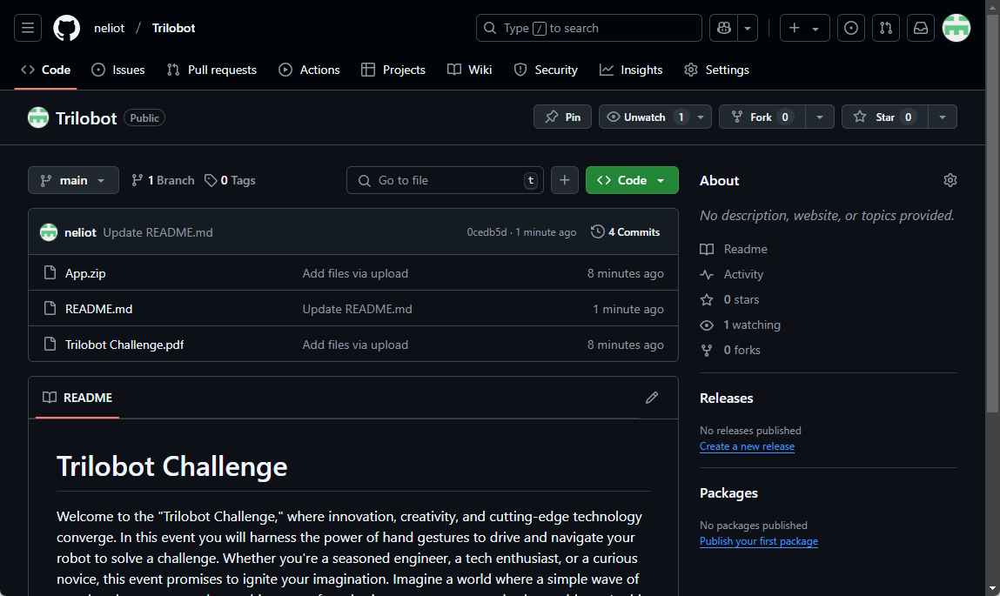 neliot / Trilobot
Type / to search
Code Issues Pull requests Actions Projects Wiki Security Insights Settings
Trilobot Public
Pin Unwatch 1 Fork 0 Star 0
main 1 Branch 0 Tags
Go to file t
Code
neliot Update README.md 0cedb5d · 1 minute ago 4 Commits
App.zip Add files via upload 8 minutes ago
README.md Update README.md 1 minute ago
Trilobot Challenge.pdf Add files via upload 8 minutes ago
README
Trilobot Challenge
Welcome to the "Trilobot Challenge," where innovation, creativity, and cutting-edge technology
converge. In this event you will harness the power of hand gestures to drive and navigate your
robot to solve a challenge. Whether you're a seasoned engineer, a tech enthusiast, or a curious
novice, this event promises to ignite your imagination. Imagine a world where a simple wave of
About
No description, website, or topics provided.
Readme
Activity
0 stars
1 watching
0 forks
Releases
No releases published
Create a new release
Packages
No packages published
Publish your first package